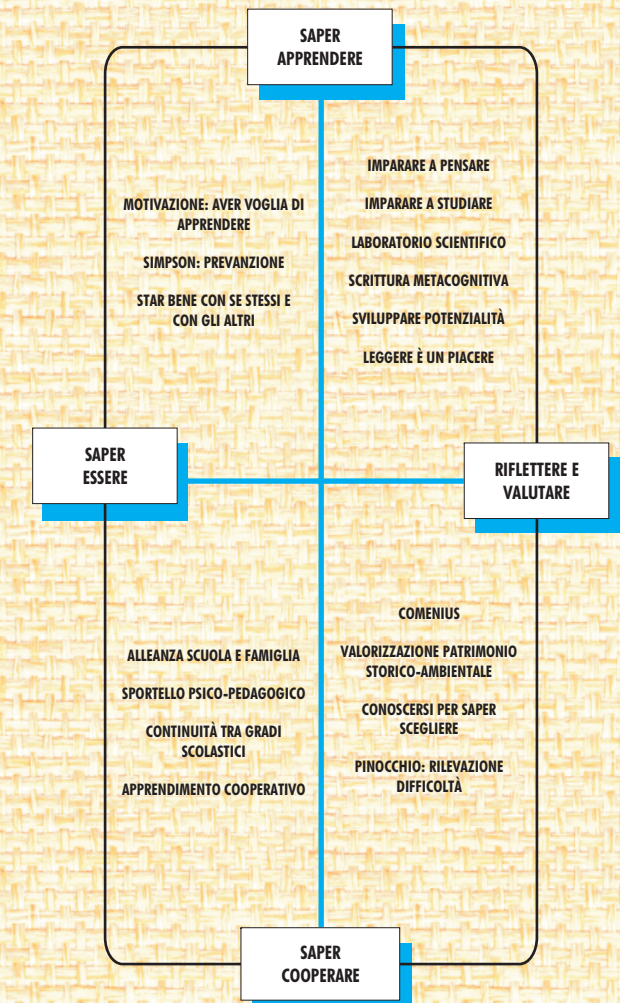 SAPER
APPRENDERE
MOTIVAZIONE: AVER VOGLIA DI
APPRENDERE
SIMPSON: PREVANZIONE
STAR BENE CON SE STESSI E
CON GLI ALTRI
IMPARARE A PENSARE
IMPARARE A STUDIARE
LABORATORIO SCIENTIFICO
SCRITTURA METACOGNITIVA
SVILUPPARE POTENZIALITÀ
LEGGERE È UN PIACERE
SAPER
ESSERE
RIFLETTERE E
VALUTARE
ALLEANZA SCUOLA E FAMIGLIA
SPORTELLO PSICO-PEDAGOGICO
CONTINUITÀ TRA GRADI
SCOLASTICI
APPRENDIMENTO COOPERATIVO
COMENIUS
VALORIZZAZIONE PATRIMONIO
STORICO-AMBIENTALE
CONOSCERSI PER SAPER
SCEGLIERE
PINOCCHIO: RILEVAZIONE
DIFFICOLTÀ
SAPER
COOPERARE